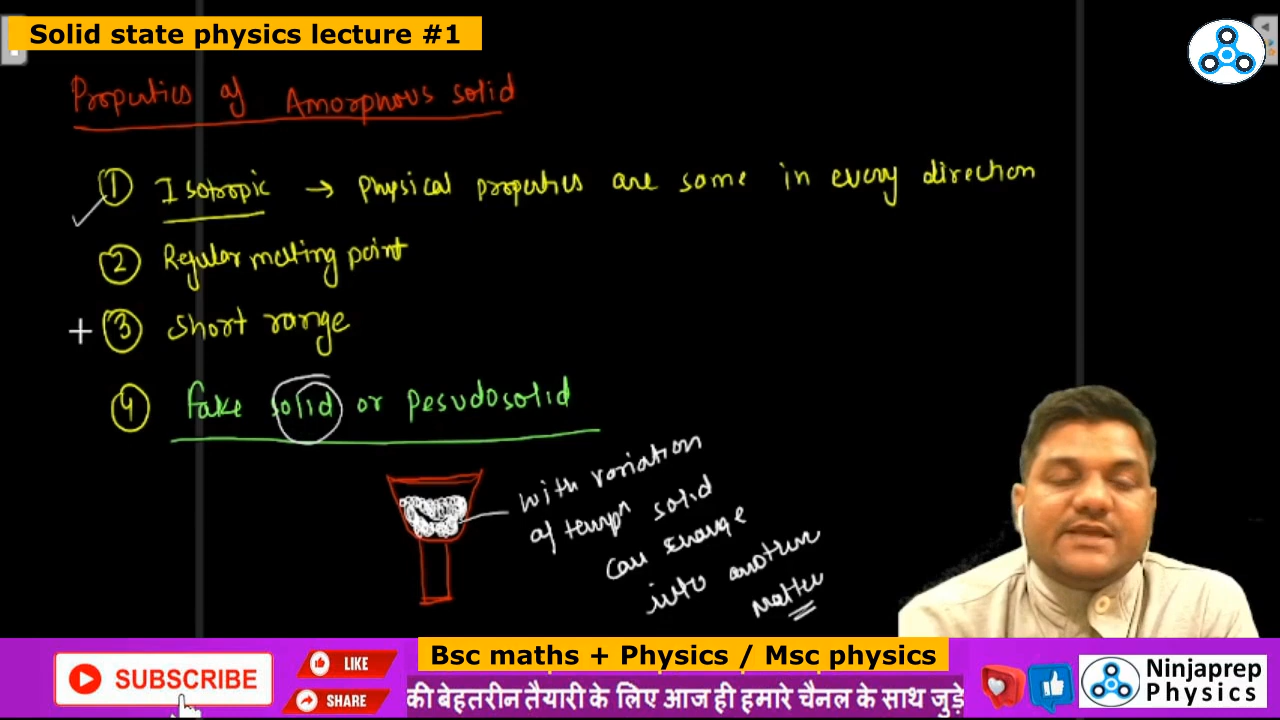 Solid state physics lecture #1
Properties of Amorphous solid
① Isotropic → Physical properties are same in every direction
② Regular melting point
+ ③ Short range
④ fake solid or pesudosolid
with variation
of tempⁿ solid
can change
into another
matter
SUBSCRIBE
LIKE
SHARE
Bsc maths + Physics / Msc physics
की बेहतरीन तैयारी के लिए आज ही हमारे चैनल के साथ जुड़े
Ninjaprep
Physics